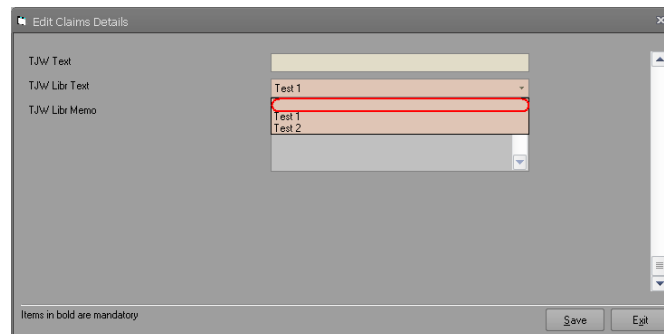 Edit Claims Details
TJW Text
TJW Libr Text
Test 1
TJW Libr Memo
Test 1
Test 2
Items in bold are mandatory
Save
Exit